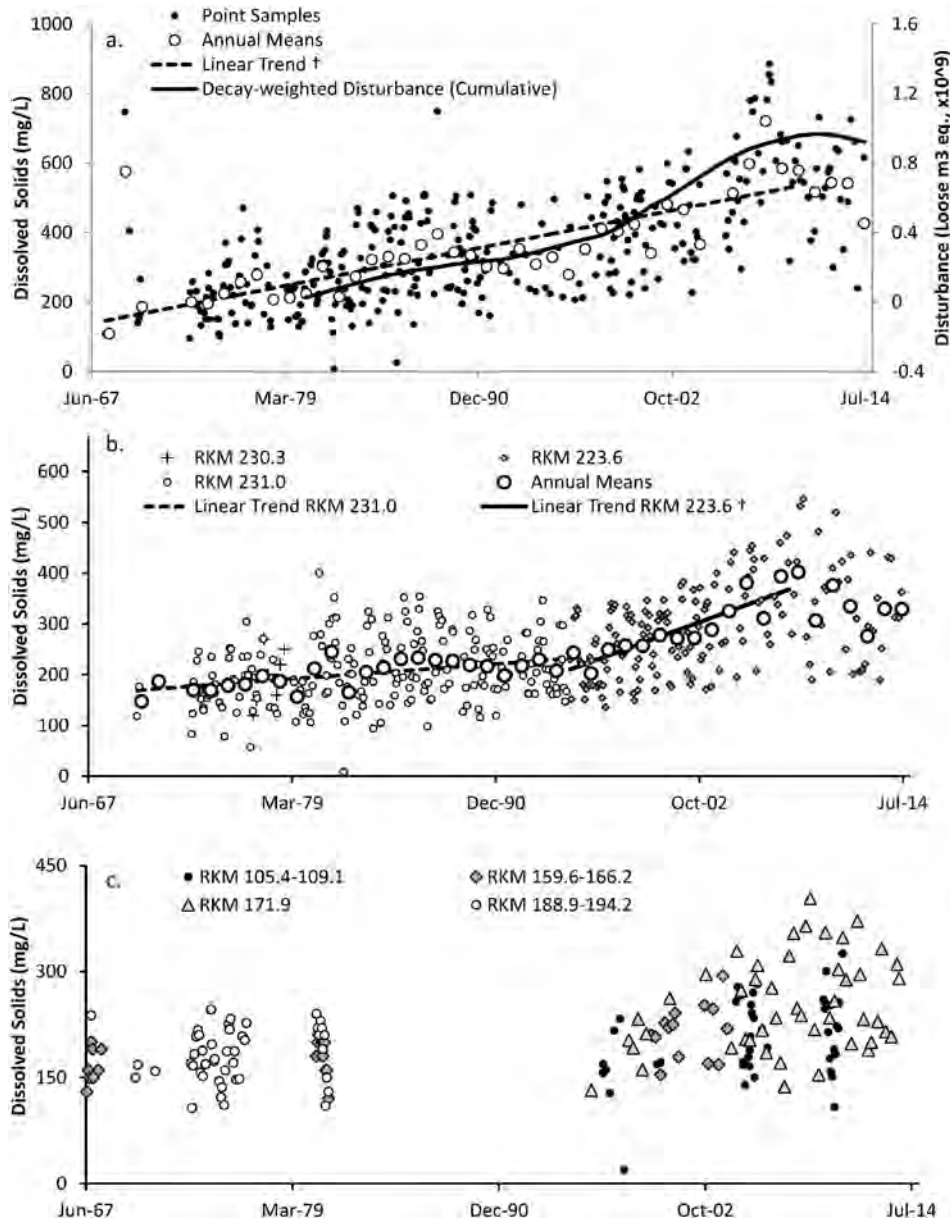 a.
Point Samples
Annual Means
Linear Trend †
Decay-weighted Disturbance (Cumulative)
Dissolved Solids (mg/L)
1000
800
600
400
200
0
Disturbance (Loose m3 eq., x10^9)
1.6
1.2
0.8
0.4
0
-0.4
Jun-67 Mar-79 Dec-90 Oct-02 Jul-14
b.
RKM 230.3 RKM 223.6
RKM 231.0 Annual Means
Linear Trend RKM 231.0 Linear Trend RKM 223.6 †
Dissolved Solids (mg/L)
600
500
400
300
200
100
0
Jun-67 Mar-79 Dec-90 Oct-02 Jul-14
c.
RKM 105.4-109.1 RKM 159.6-166.2
RKM 171.9 RKM 188.9-194.2
Dissolved Solids (mg/L)
450
300
150
0
Jun-67 Mar-79 Dec-90 Oct-02 Jul-14